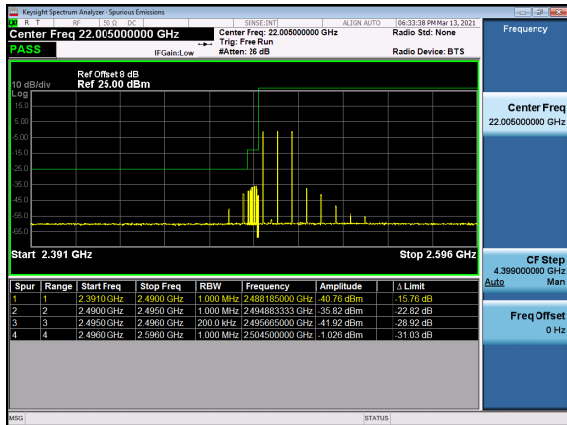 Keysight Spectrum Analyzer - Spurious Emissions
R T RF 50 Ω DC SENSE:INT ALIGN AUTO 06:33:38 PM Mar 13, 2021
Center Freq 22.005000000 GHz
Center Freq: 22.005000000 GHz
Radio Std: None
Trig: Free Run
PASS
IFGain:Low
#Atten: 26 dB
Radio Device: BTS
Ref Offset 8 dB
10 dB/div Ref 25.00 dBm
Log
15.0
5.00
-5.00
-15.0
-25.0
-35.0
-45.0
-55.0
-65.0
Start 2.391 GHz Stop 2.596 GHz
Spur Range Start Freq Stop Freq RBW Frequency Amplitude Δ Limit
1 1 2.3910 GHz 2.4900 GHz 1.000 MHz 2.488185000 GHz -40.76 dBm -15.76 dB
2 2 2.4900 GHz 2.4950 GHz 1.000 MHz 2.494883333 GHz -35.82 dBm -22.82 dB
3 3 2.4950 GHz 2.4960 GHz 200.0 kHz 2.495665000 GHz -41.92 dBm -28.92 dB
4 4 2.4960 GHz 2.5960 GHz 1.000 MHz 2.504500000 GHz -1.026 dBm -31.03 dB
MSG STATUS
Frequency
Center Freq
22.005000000 GHz
CF Step
4.399000000 GHz
Auto Man
Freq Offset
0 Hz